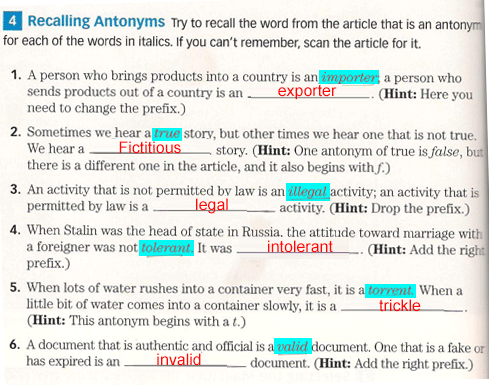 4 Recalling Antonyms Try to recall the word from the article that is an antonym
for each of the words in italics. If you can't remember, scan the article for it.
1. A person who brings products into a country is an importer; a person who
sends products out of a country is an exporter. (Hint: Here you
need to change the prefix.)
2. Sometimes we hear a true story, but other times we hear one that is not true.
We hear a Fictitious story. (Hint: One antonym of true is false, but
there is a different one in the article, and it also begins with f.)
3. An activity that is not permitted by law is an illegal activity; an activity that is
permitted by law is a legal activity. (Hint: Drop the prefix.)
4. When Stalin was the head of state in Russia, the attitude toward marriage with
a foreigner was not tolerant. It was intolerant. (Hint: Add the right
prefix.)
5. When lots of water rushes into a container very fast, it is a torrent. When a
little bit of water comes into a container slowly, it is a trickle.
(Hint: This antonym begins with a t.)
6. A document that is authentic and official is a valid document. One that is a fake or
has expired is an invalid document. (Hint: Add the right prefix.)